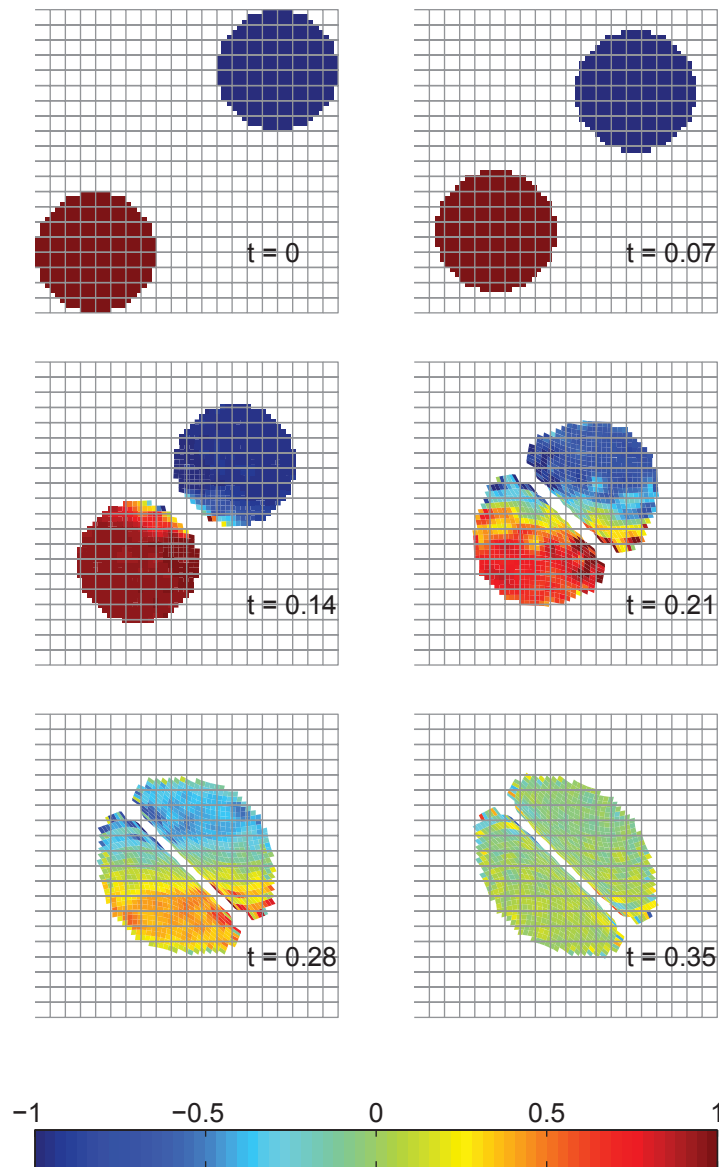 t = 0
t = 0.07
t = 0.14
t = 0.21
t = 0.28
t = 0.35
−1 −0.5 0 0.5 1